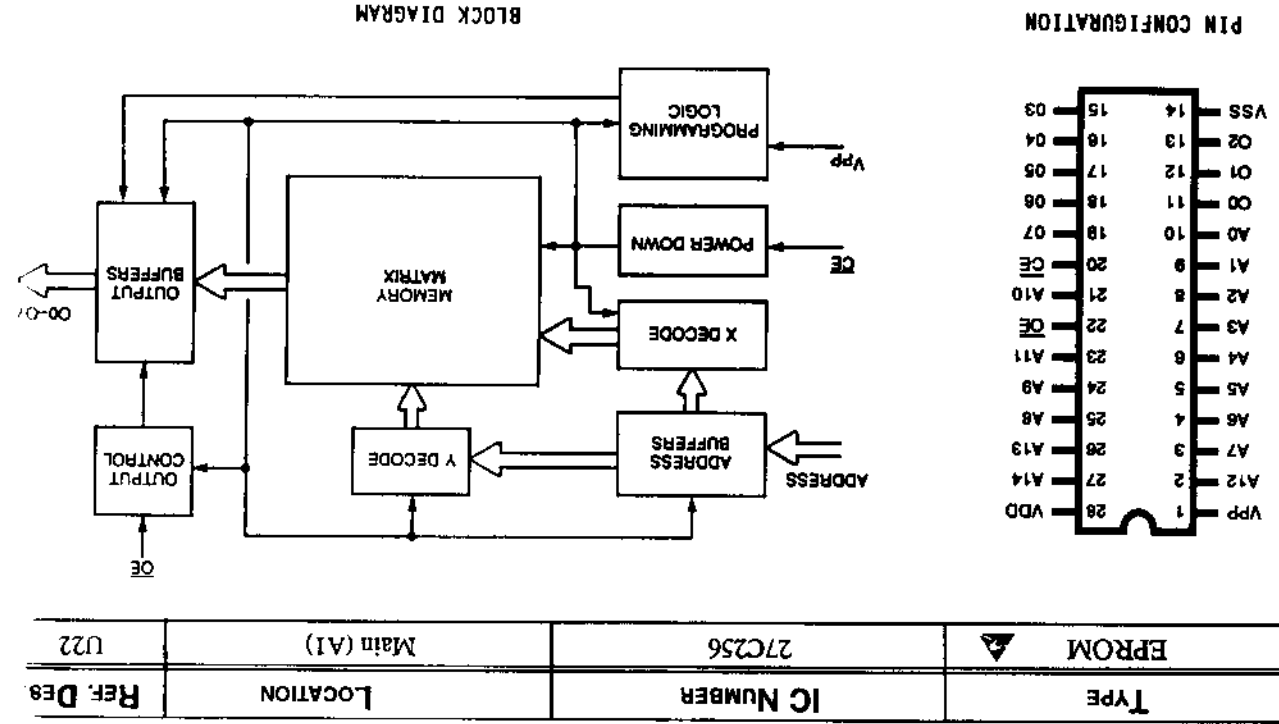 TYPE IC NUMBER LOCATION REF. DES.
EPROM 27C256 Main (A1) U22
VPP 1 28 VDD
A12 2 27 A14
A7 3 26 A13
A6 4 25 A8
A5 5 24 A9
A4 6 23 A11
A3 7 22 OE
A2 8 21 A10
A1 9 20 CE
A0 10 19 O7
O0 11 18 O6
O1 12 17 O5
O2 13 16 O4
VSS 14 15 O3
PIN CONFIGURATION
OE
ADDRESS
ADDRESS
BUFFERS
Y DECODE
OUTPUT
CONTROL
X DECODE
MEMORY
MATRIX
OUTPUT
BUFFERS
O0-O7
CE
POWER DOWN
VPP
PROGRAMMING
LOGIC
BLOCK DIAGRAM